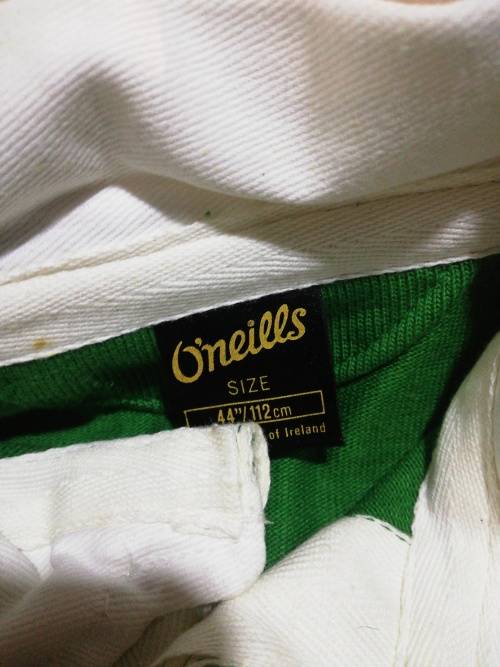 O'neills
SIZE
44"/112cm
of Ireland